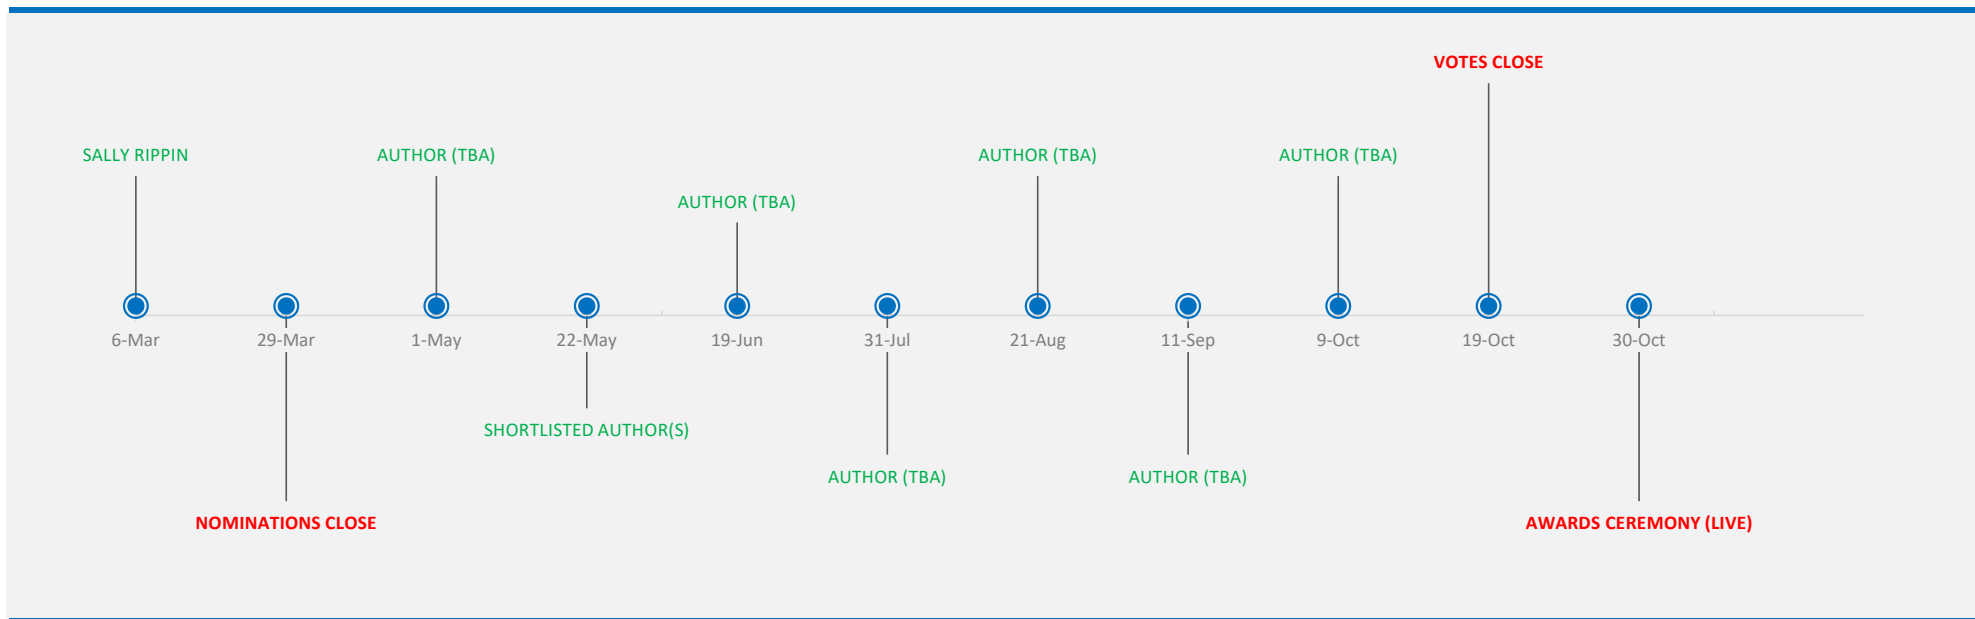 VOTES CLOSE
SALLY RIPPIN
AUTHOR (TBA)
AUTHOR (TBA)
AUTHOR (TBA)
AUTHOR (TBA)
6-Mar
29-Mar
1-May
22-May
19-Jun
31-Jul
21-Aug
11-Sep
9-Oct
19-Oct
30-Oct
SHORTLISTED AUTHOR(S)
AUTHOR (TBA)
AUTHOR (TBA)
NOMINATIONS CLOSE
AWARDS CEREMONY (LIVE)